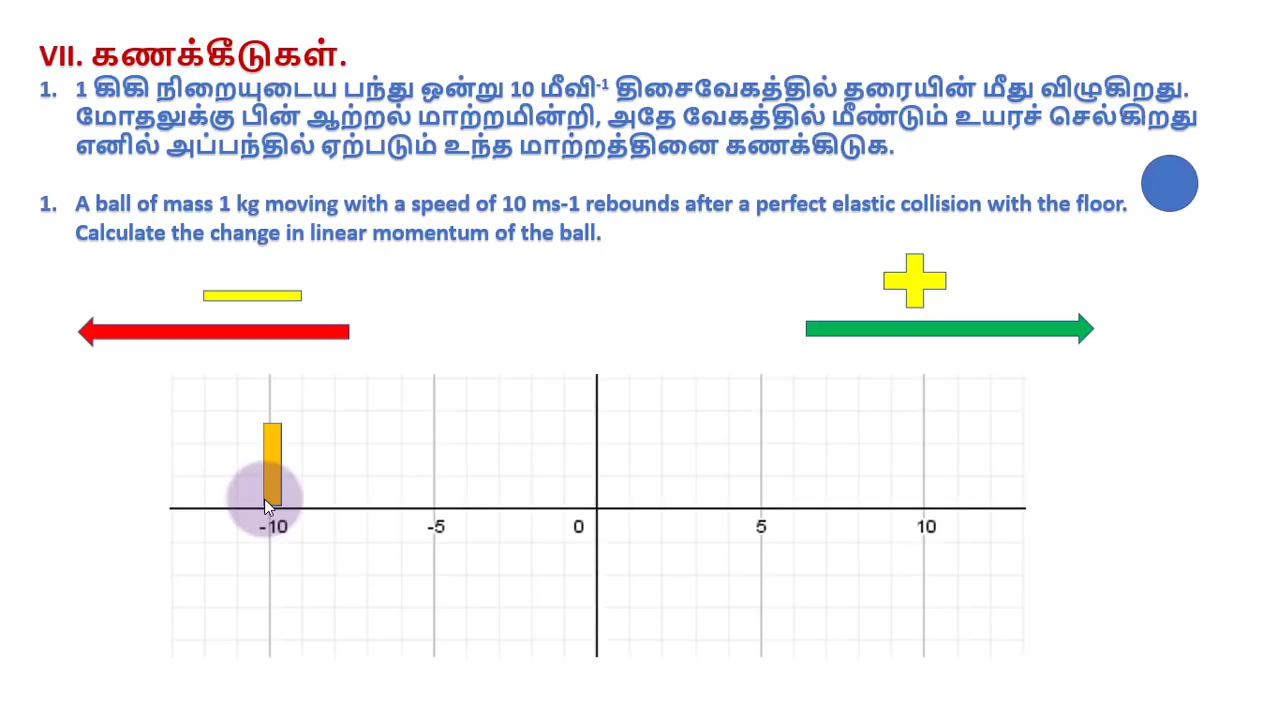 VII. கணக்கீடுகள்.
1. 1 கிகி நிறையுடைய பந்து ஒன்று 10 மீவி-1 திசைவேகத்தில் தரையின் மீது விழுகிறது.
மோதலுக்கு பின் ஆற்றல் மாற்றமின்றி, அதே வேகத்தில் மீண்டும் உயரச் செல்கிறது
எனில் அப்பந்தில் ஏற்படும் உந்த மாற்றத்தினை கணக்கிடுக.
1. A ball of mass 1 kg moving with a speed of 10 ms-1 rebounds after a perfect elastic collision with the floor.
Calculate the change in linear momentum of the ball.
-10 -5 0 5 10